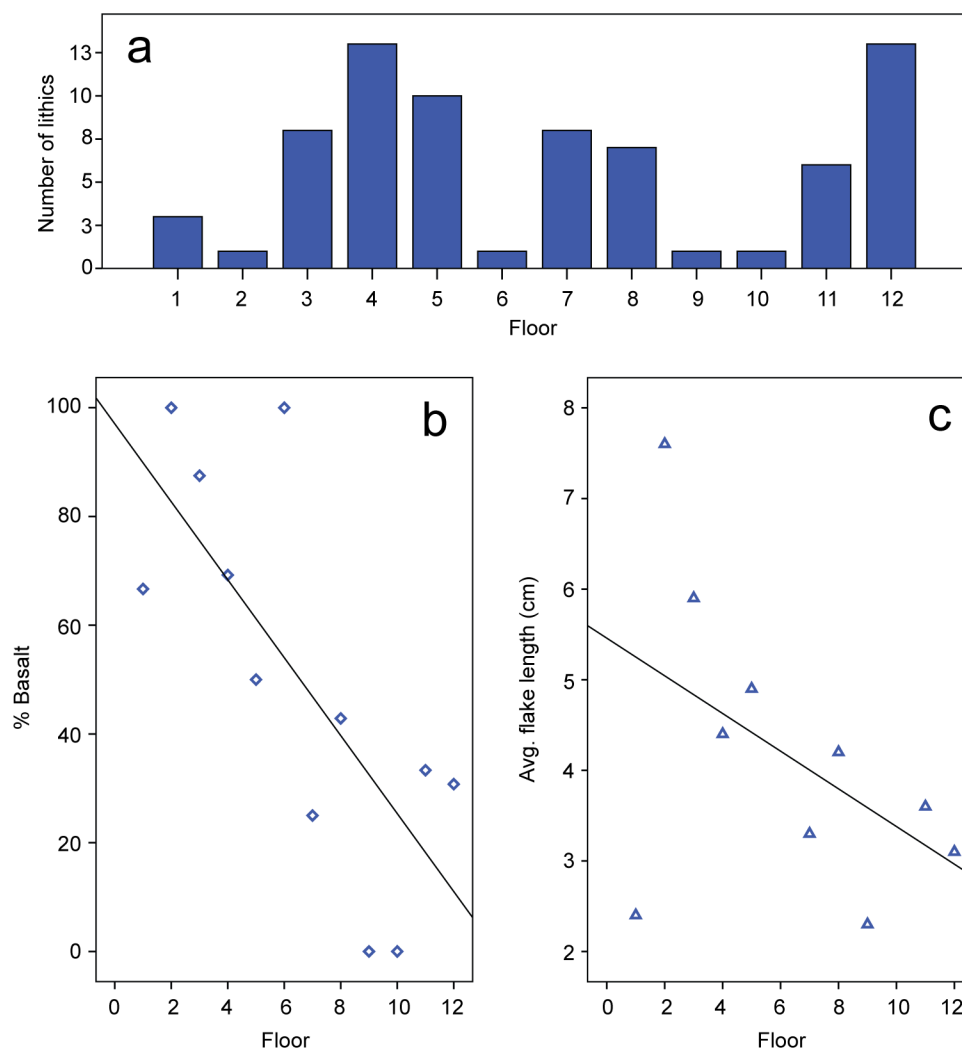 a
Number of lithics
13
10
8
5
3
0
1 2 3 4 5 6 7 8 9 10 11 12
Floor
b
% Basalt
100
80
60
40
20
0
0 2 4 6 8 10 12
Floor
c
Avg. flake length (cm)
8
7
6
5
4
3
2
0 2 4 6 8 10 12
Floor